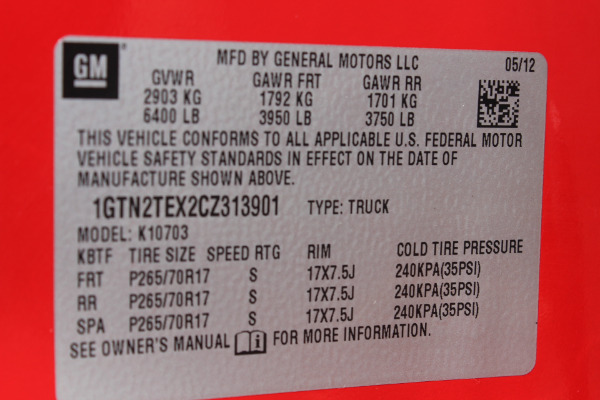 GM
MFD BY GENERAL MOTORS LLC 05/12
GVWR GAWR FRT GAWR RR
2903 KG 1792 KG 1701 KG
6400 LB 3950 LB 3750 LB
THIS VEHICLE CONFORMS TO ALL APPLICABLE U.S. FEDERAL MOTOR
VEHICLE SAFETY STANDARDS IN EFFECT ON THE DATE OF
MANUFACTURE SHOWN ABOVE.
1GTN2TEX2CZ313901 TYPE: TRUCK
MODEL: K10703
KBTF TIRE SIZE SPEED RTG RIM COLD TIRE PRESSURE
FRT P265/70R17 S 17X7.5J 240KPA(35PSI)
RR P265/70R17 S 17X7.5J 240KPA(35PSI)
SPA P265/70R17 S 17X7.5J 240KPA(35PSI)
SEE OWNER'S MANUAL FOR MORE INFORMATION.